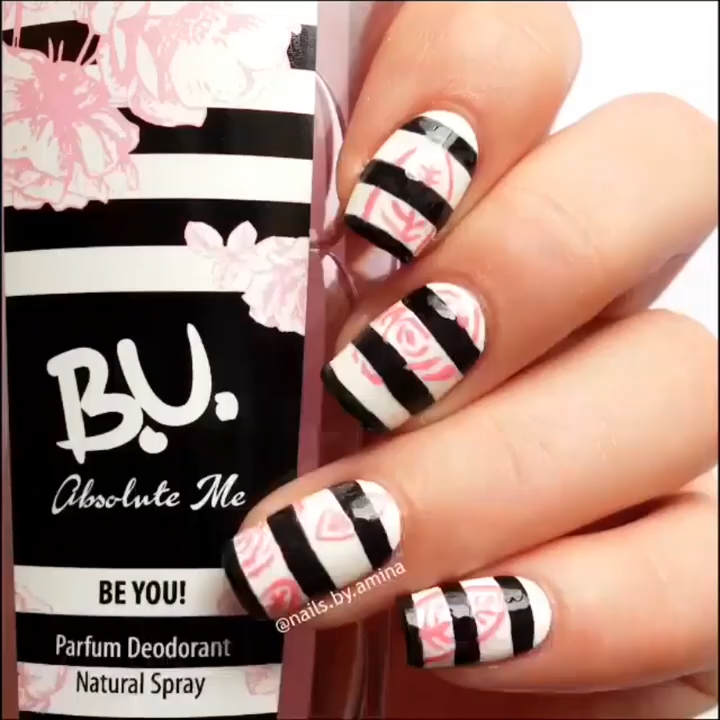 B.U.
Absolute Me
BE YOU!
Parfum Deodorant
Natural Spray
@nails.by.amina